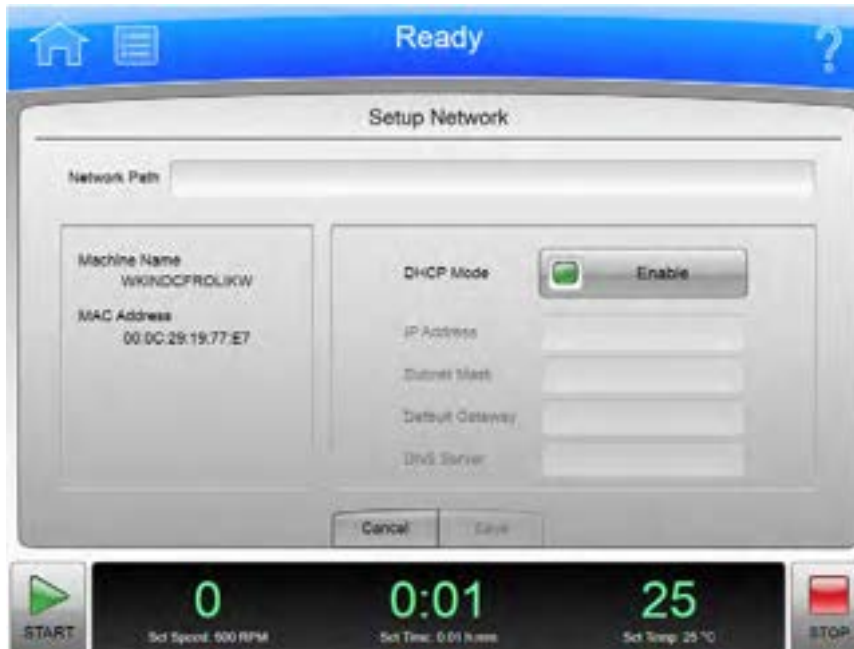 Ready
Setup Network
Network Path
Machine Name
WKINDCFROLIKW
MAC Address
00:0C:29:19:77:E7
DHCP Mode
Enable
IP Address
Subnet Mask
Default Gateway
DNS Server
Cancel
Save
START
0
Set Speed: 500 RPM
0:01
Set Time: 0:01 h:mm
25
Set Temp: 25 °C
STOP